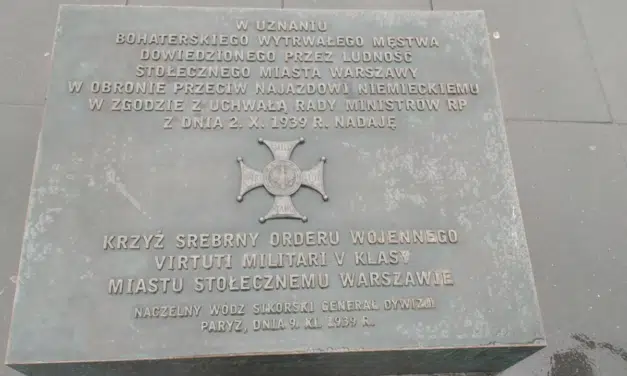 W UZNANIU
BOHATERSKIEGO WYTRWAŁEGO MĘSTWA
DOWIEDZIONEGO PRZEZ LUDNOŚĆ
STOŁECZNEGO MIASTA WARSZAWY
W OBRONIE PRZECIW NAJAZDOWI NIEMIECKIEMU
W ZGODZIE Z UCHWAŁĄ RADY MINISTRÓW RP
Z DNIA 2. X. 1939 R. NADAJĘ
KRZYŻ SREBRNY ORDERU WOJENNEGO
VIRTUTI MILITARI V KLASY
MIASTU STOŁECZNEMU WARSZAWIE
NACZELNY WÓDZ SIKORSKI GENERAŁ DYWIZJI
PARYŻ, DNIA 9. XI. 1939 R.